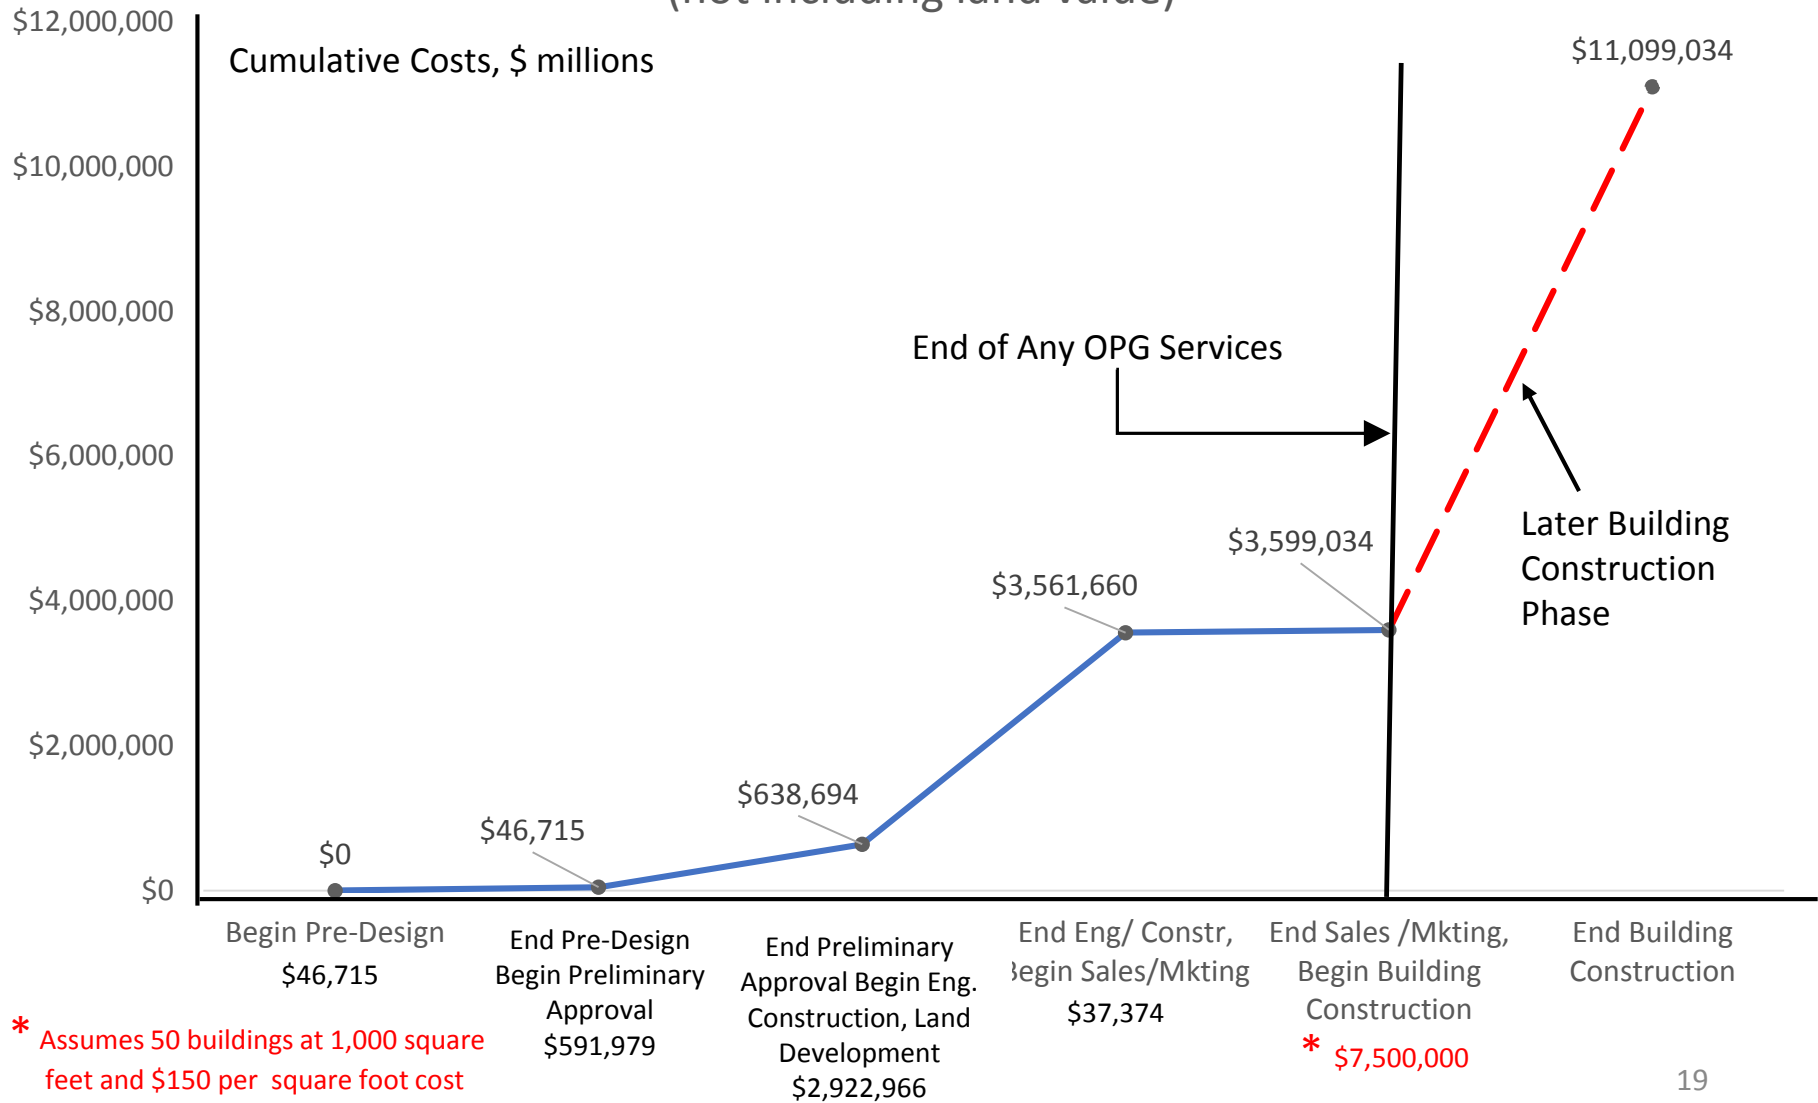 (not including land value)
$12,000,000
$10,000,000
$8,000,000
$6,000,000
$4,000,000
$2,000,000
$0
Cumulative Costs, $ millions
$11,099,034
End of Any OPG Services
Later Building
Construction
Phase
$3,599,034
$3,561,660
$638,694
$46,715
$0
Begin Pre-Design
$46,715
End Pre-Design
Begin Preliminary
Approval
$591,979
End Preliminary
Approval Begin Eng.
Construction, Land
Development
$2,922,966
End Eng/ Constr,
Begin Sales/Mkting
$37,374
End Sales /Mkting,
Begin Building
Construction
* $7,500,000
End Building
Construction
* Assumes 50 buildings at 1,000 square
feet and $150 per square foot cost
19